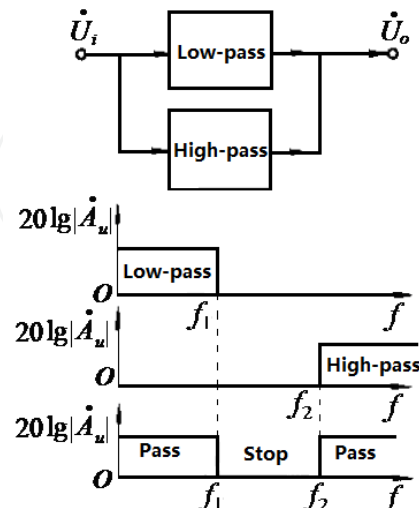 U̇ᵢ Low-pass U̇ₒ
High-pass
20lg|Ȧᵤ|
Low-pass
O f₁ f
20lg|Ȧᵤ|
High-pass
O f₂ f
20lg|Ȧᵤ|
Pass Stop Pass
O f₁ f₂ f